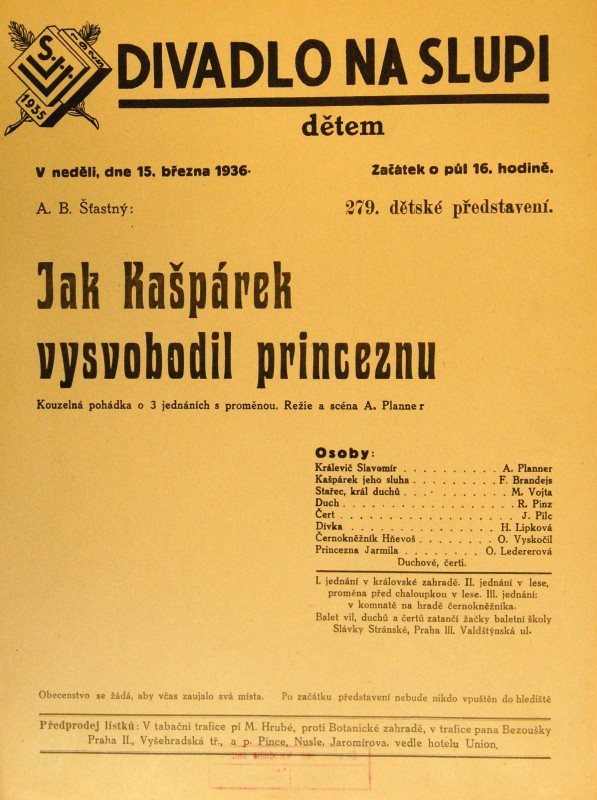 S.J.H.
1935
DIVADLO NA SLUPI
dětem
V neděli, dne 15. března 1936.
Začátek o půl 16. hodině.
A. B. Šťastný:
279. dětské představení.
Jak Kašpárek
vysvobodil princeznu
Kouzelná pohádka o 3 jednáních s proměnou. Režie a scéna A. Planner
Osoby:
Králevič Slavomír . . . . . . . . . . A. Planner
Kašpárek jeho sluha . . . . . . . . . F. Brandejs
Stařec, král duchů . . . . . . . . . . M. Vojta
Duch . . . . . . . . . . . . . . . . . R. Pinz
Čert . . . . . . . . . . . . . . . . . J. Pilc
Dívka . . . . . . . . . . . . . . . H. Lipková
Černokněžník Hněvoš . . . . . . . . O. Vyskočil
Princezna Jarmila . . . . . . . . O. Ledererová
Duchové, čerti.
I. jednání v královské zahradě. II. jednání v lese,
proměna před chaloupkou v lese. III. jednání:
v komnatě na hradě černokněžníka.
Balet vil, duchů a čertů zatančí žačky baletní školy
Slávky Stránské, Praha III. Valdštýnská ul.
Obecenstvo se žádá, aby včas zaujalo svá místa. Po začátku představení nebude nikdo vpuštěn do hlediště
Předprodej lístků: V tabační trafice pí M. Hrubé, proti Botanické zahradě, v trafice pana Bezoušky
Praha II., Vyšehradská tř., a p. Pince, Nusle, Jaromírova, vedle hotelu Union.